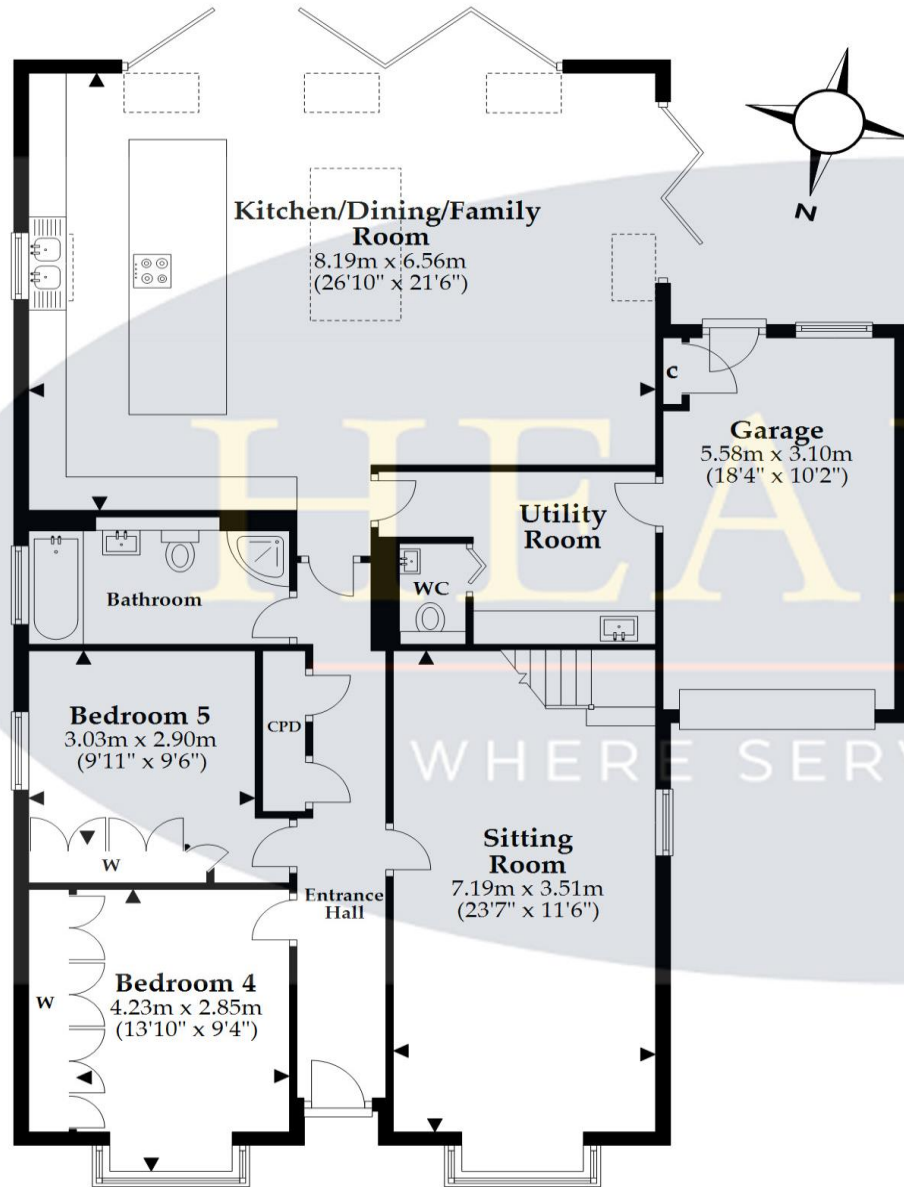 N
Kitchen/Dining/Family
Room
8.19m x 6.56m
(26'10" x 21'6")
C
Garage
5.58m x 3.10m
(18'4" x 10'2")
Utility
Room
WC
Bathroom
HEA
Bedroom 5
3.03m x 2.90m
(9'11" x 9'6")
CPD
WHERE SERV
W
Sitting
Room
7.19m x 3.51m
(23'7" x 11'6")
Entrance
Hall
Bedroom 4
4.23m x 2.85m
(13'10" x 9'4")
W